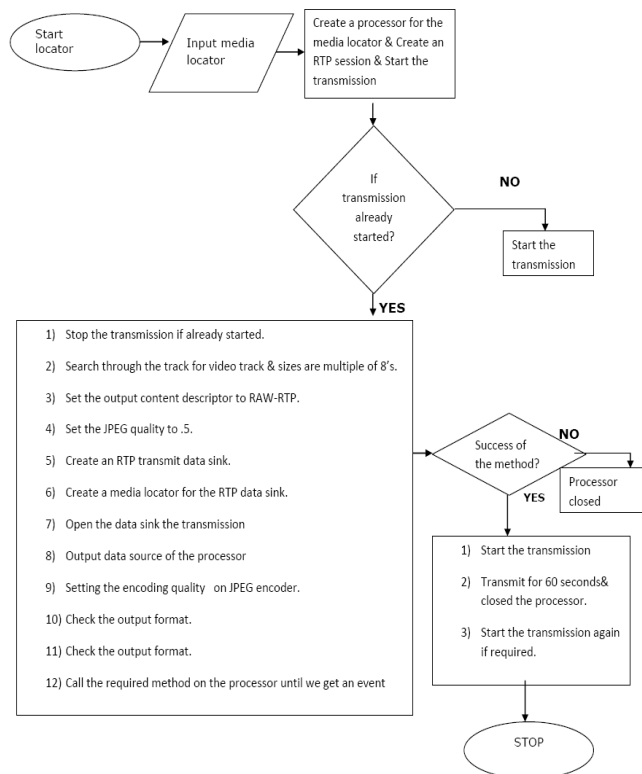 Start
locator
Input media
locator
Create a processor for the
media locator & Create an
RTP session & Start the
transmission
If
transmission
already
started?
NO
Start the
transmission
YES
1) Stop the transmission if already started.
2) Search through the track for video track & sizes are multiple of 8's.
3) Set the output content descriptor to RAW-RTP.
4) Set the JPEG quality to .5.
5) Create an RTP transmit data sink.
6) Create a media locator for the RTP data sink.
7) Open the data sink the transmission
8) Output data source of the processor
9) Setting the encoding quality on JPEG encoder.
10) Check the output format.
11) Check the output format.
12) Call the required method on the processor until we get an event
Success of
the method?
NO
Processor
closed
YES
1) Start the transmission
2) Transmit for 60 seconds&
closed the processor.
3) Start the transmission again
if required.
STOP